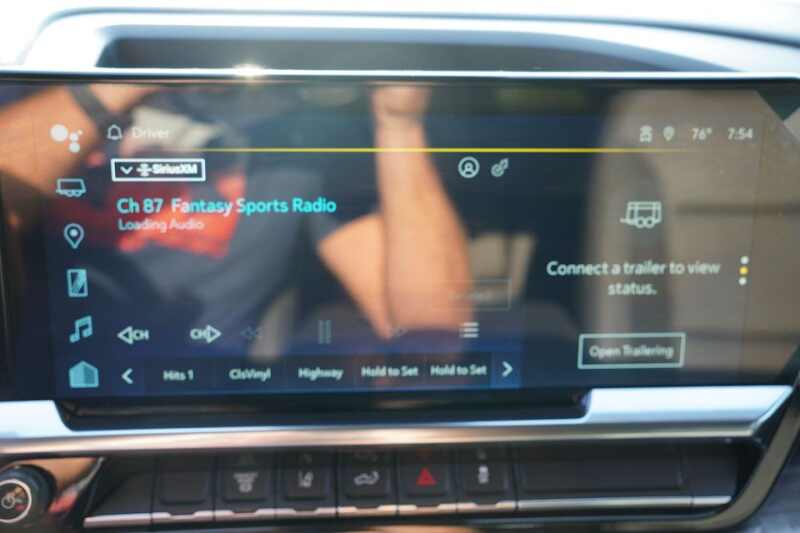 Driver
76° 7:54
SiriusXM
Ch 87 Fantasy Sports Radio
Loading Audio
Connect a trailer to view
status.
CH
CH
Open Trailering
Hits 1
ClsVinyl
Highway
Hold to Set
Hold to Set